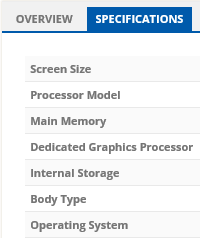 OVERVIEW SPECIFICATIONS
Screen Size
Processor Model
Main Memory
Dedicated Graphics Processor
Internal Storage
Body Type
Operating System